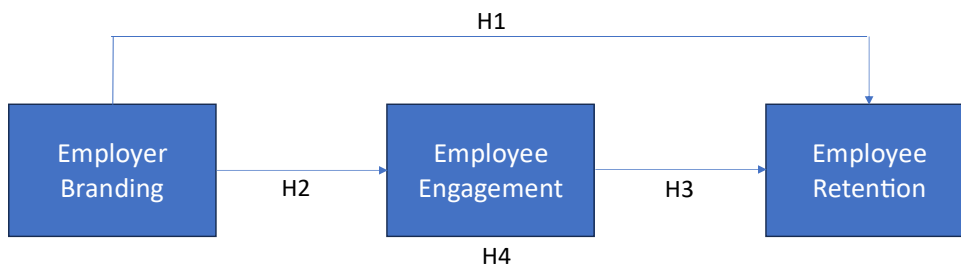 H1
Employer
Branding
H2
Employee
Engagement
H3
Employee
Retention
H4